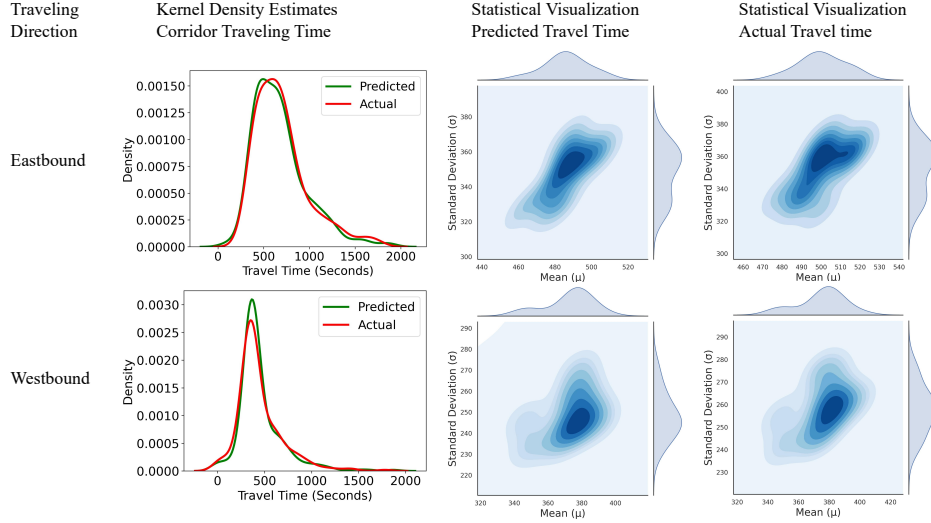 Traveling
Direction
Kernel Density Estimates
Corridor Traveling Time
Statistical Visualization
Predicted Travel Time
Statistical Visualization
Actual Travel time
Eastbound
Density
0.00150
0.00125
0.00100
0.00075
0.00050
0.00025
0.00000
Predicted
Actual
0 500 1000 1500 2000
Travel Time (Seconds)
Standard Deviation (σ)
380
360
340
320
300
440 460 480 500 520
Mean (μ)
Standard Deviation (σ)
400
380
360
340
320
300
460 470 480 490 500 510 520 530 540
Mean (μ)
Westbound
Density
0.0030
0.0025
0.0020
0.0015
0.0010
0.0005
0.0000
Predicted
Actual
0 500 1000 1500 2000
Travel Time (Seconds)
Standard Deviation (σ)
290
280
270
260
250
240
230
220
320 340 360 380 400
Mean (μ)
Standard Deviation (σ)
290
280
270
260
250
240
230
320 340 360 380 400 420
Mean (μ)